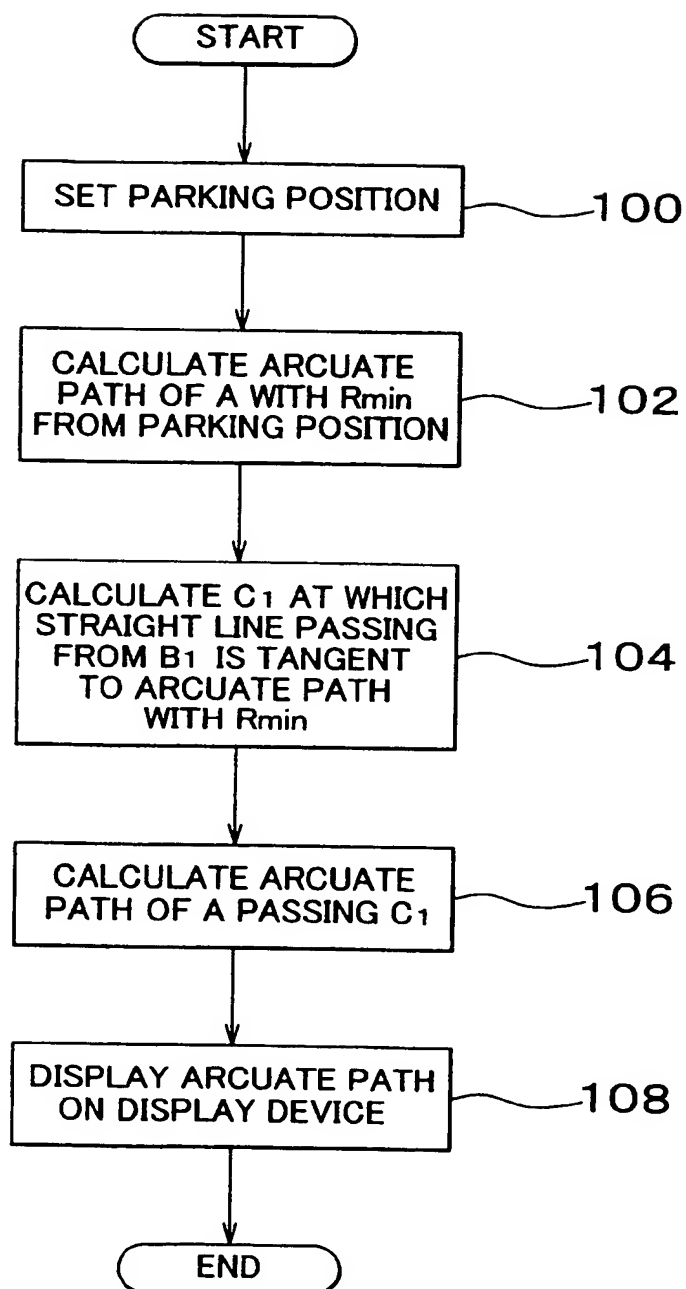 START
SET PARKING POSITION
100
CALCULATE ARCUATE
PATH OF A WITH Rmin
FROM PARKING POSITION
102
CALCULATE C1 AT WHICH
STRAIGHT LINE PASSING
FROM B1 IS TANGENT
TO ARCUATE PATH
WITH Rmin
104
CALCULATE ARCUATE
PATH OF A PASSING C1
106
DISPLAY ARCUATE PATH
ON DISPLAY DEVICE
108
END